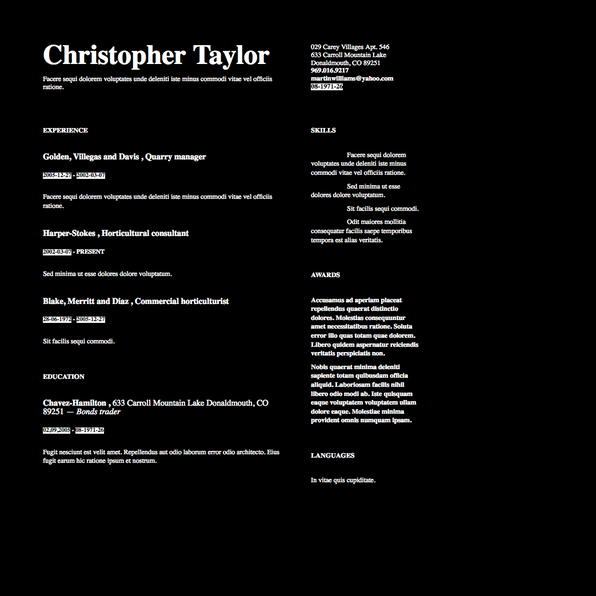 Christopher Taylor
Facere sequi dolorem voluptates unde deleniti iste minus commodi vitae vel officiis
ratione.
029 Carey Villages Apt. 546
633 Carroll Mountain Lake
Donaldmouth, CO 89251
969.016.9217
martinwilliams@yahoo.com
08-1971-26
EXPERIENCE
Golden, Villegas and Davis , Quarry manager
2005-12-27 - 2002-03-07
Facere sequi dolorem voluptates unde deleniti iste minus commodi vitae vel officiis
ratione.
Harper-Stokes , Horticultural consultant
2002-03-07 - PRESENT
Sed minima ut esse dolores dolore voluptatum.
Blake, Merritt and Diaz , Commercial horticulturist
26-06-1972 - 2005-12-27
Sit facilis sequi commodi.
EDUCATION
Chavez-Hamilton , 633 Carroll Mountain Lake Donaldmouth, CO
89251 — Bonds trader
02.09.2002 - 08-1971-26
Fugit nesciunt est velit amet. Repellendus aut odio laborum error odio architecto. Eius
fugit earum hic ratione ipsum et nostrum.
SKILLS
Facere sequi dolorem
voluptates unde deleniti iste minus
commodi vitae vel officiis ratione.
Sed minima ut esse
dolores dolore voluptatum.
Sit facilis sequi commodi.
Odit maiores mollitia
consequatur facilis saepe temporibus
tempora est alias veritatis.
AWARDS
Accusamus ad aperiam placeat
repellendus quaerat distinctio
dolores. Molestias consequuntur
amet necessitatibus ratione. Soluta
error illo quas totam quae dolorem.
Libero quidem aspernatur reiciendis
veritatis perspiciatis non.
Nobis quaerat minima deleniti
sapiente totam quibusdam officia
aliquid. Laboriosam facilis nihil
libero odio modi ab. Iste quisquam
eaque voluptatem voluptatem ullam
dolore eaque. Molestiae minima
provident omnis numquam ipsam.
LANGUAGES
In vitae quis cupiditate.